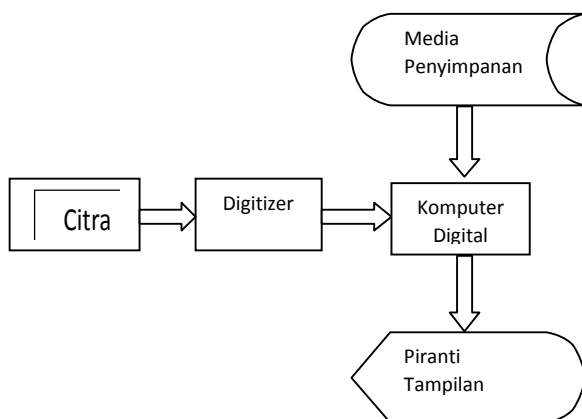 Media
Penyimpanan
Citra
Digitizer
Komputer
Digital
Piranti
Tampilan